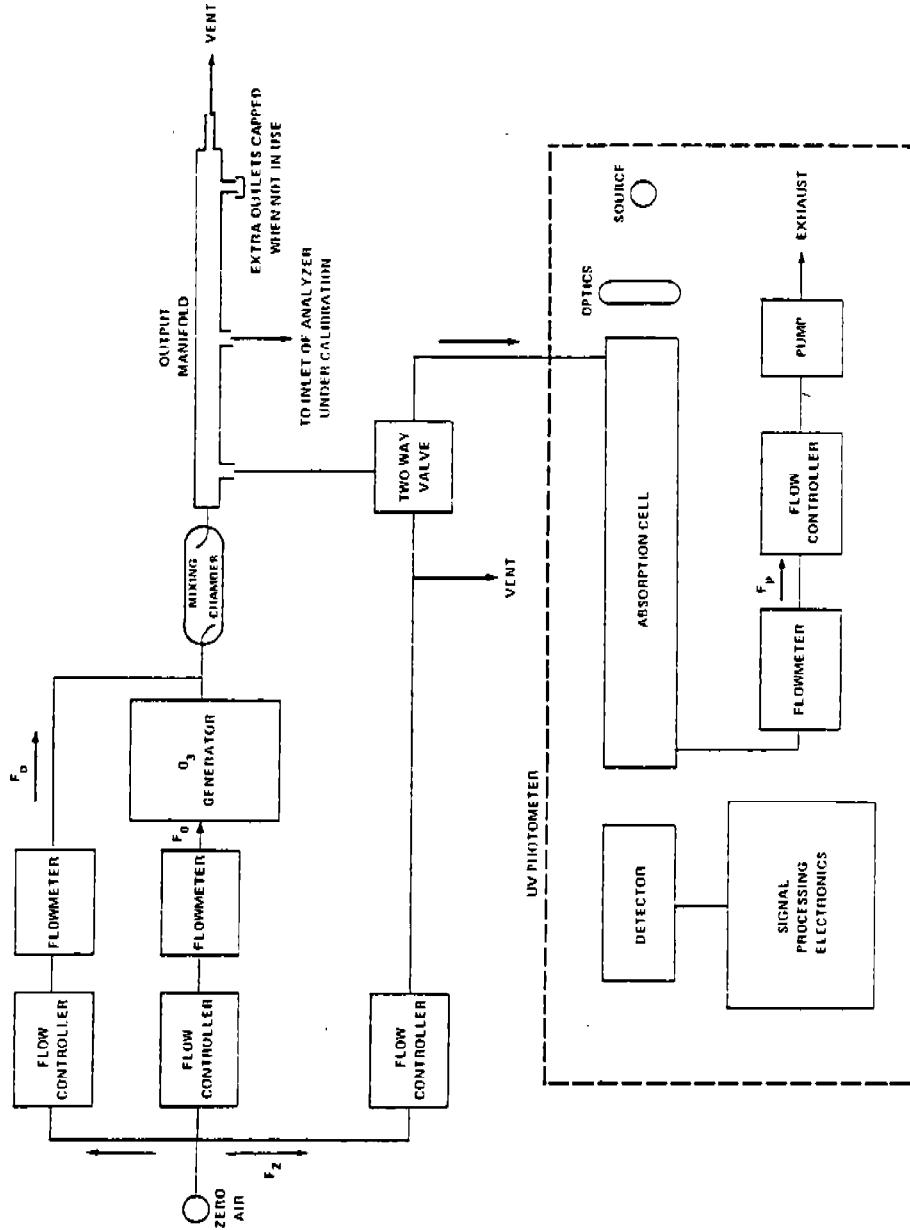 ZERO
AIR
F_Z
FLOW
CONTROLLER
FLOWMETER
F_D
FLOW
CONTROLLER
FLOWMETER
F_0
O_3
GENERATOR
MIXING
CHAMBER
OUTPUT
MANIFOLD
VENT
EXTRA OUTLETS CAPPED
WHEN NOT IN USE
TO INLET OF ANALYZER
UNDER CALIBRATION
FLOW
CONTROLLER
VENT
TWO WAY
VALVE
UV PHOTOMETER
DETECTOR
SIGNAL
PROCESSING
ELECTRONICS
ABSORPTION CELL
OPTICS
SOURCE
FLOWMETER
F_p
FLOW
CONTROLLER
PUMP
EXHAUST